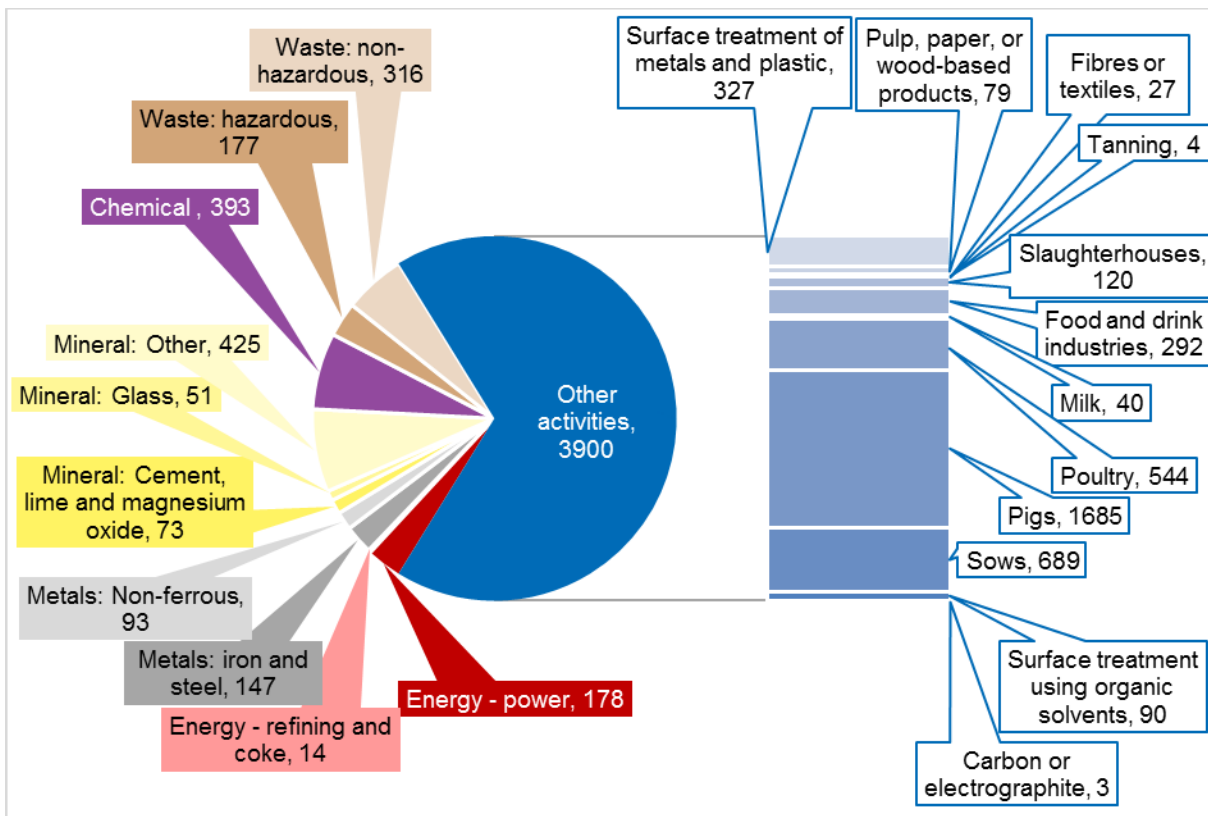 Waste: non-
hazardous, 316
Waste: hazardous,
177
Chemical , 393
Mineral: Other, 425
Mineral: Glass, 51
Mineral: Cement,
lime and magnesium
oxide, 73
Metals: Non-ferrous,
93
Metals: iron and
steel, 147
Energy - refining and
coke, 14
Energy - power, 178
Other
activities,
3900
Surface treatment of
metals and plastic,
327
Pulp, paper, or
wood-based
products, 79
Fibres or
textiles, 27
Tanning, 4
Slaughterhouses,
120
Food and drink
industries, 292
Milk, 40
Poultry, 544
Pigs, 1685
Sows, 689
Surface treatment
using organic
solvents, 90
Carbon or
electrographite, 3